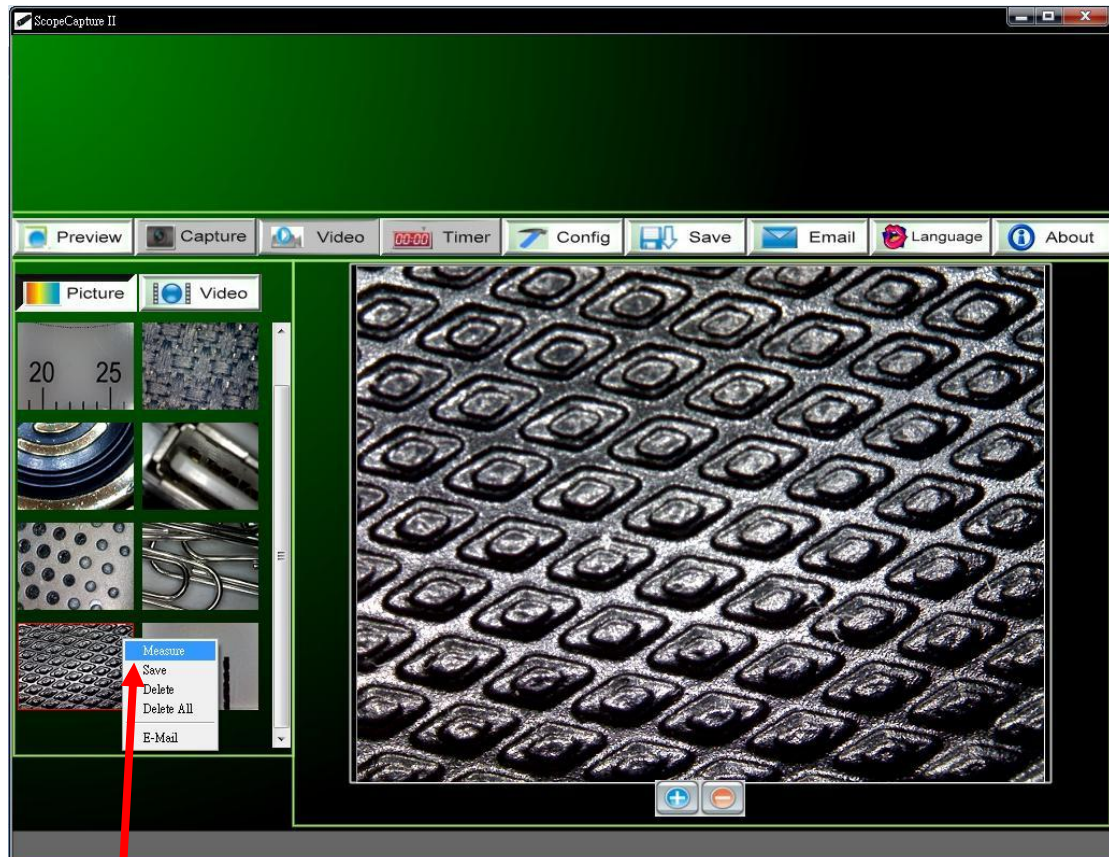 ScopeCapture II
Preview
Capture
Video
00:00 Timer
Config
Save
Email
Language
About
Picture
Video
20 25
Measure
Save
Delete
Delete All
E-Mail